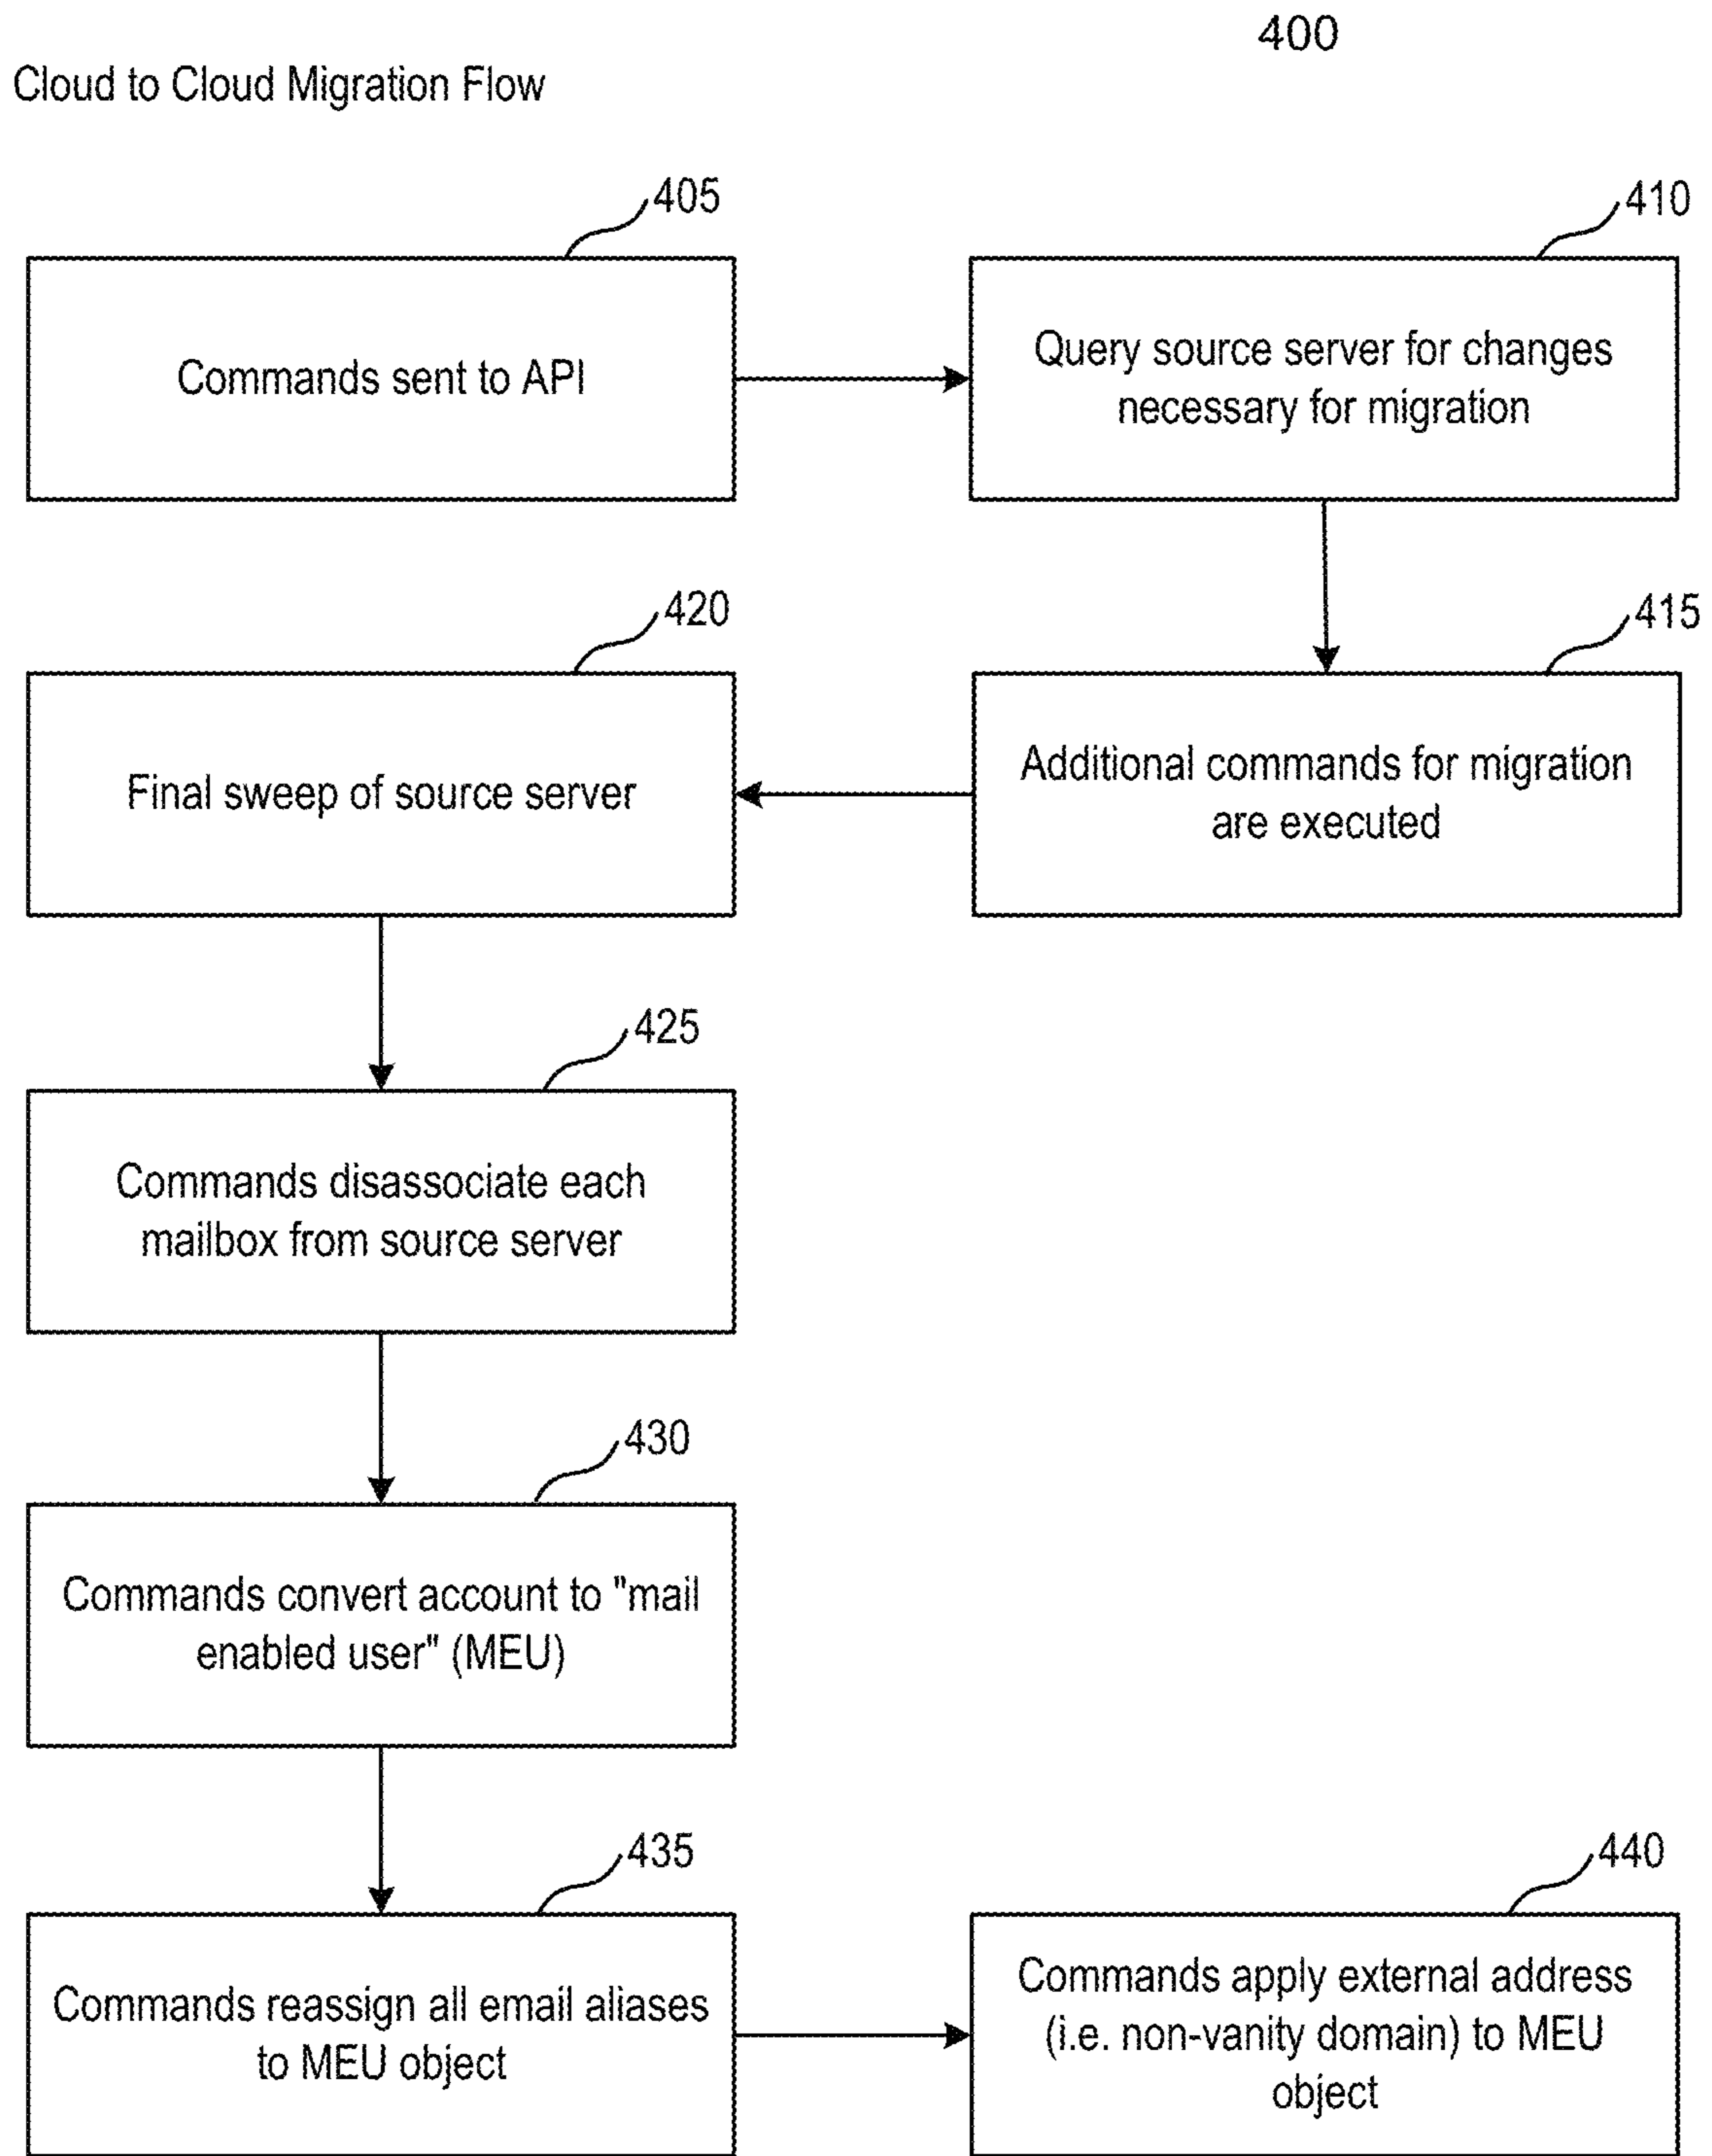 400
Cloud to Cloud Migration Flow
405
Commands sent to API
410
Query source server for changes
necessary for migration
415
Additional commands for migration
are executed
420
Final sweep of source server
425
Commands disassociate each
mailbox from source server
430
Commands convert account to "mail
enabled user" (MEU)
435
Commands reassign all email aliases
to MEU object
440
Commands apply external address
(i.e. non-vanity domain) to MEU
object